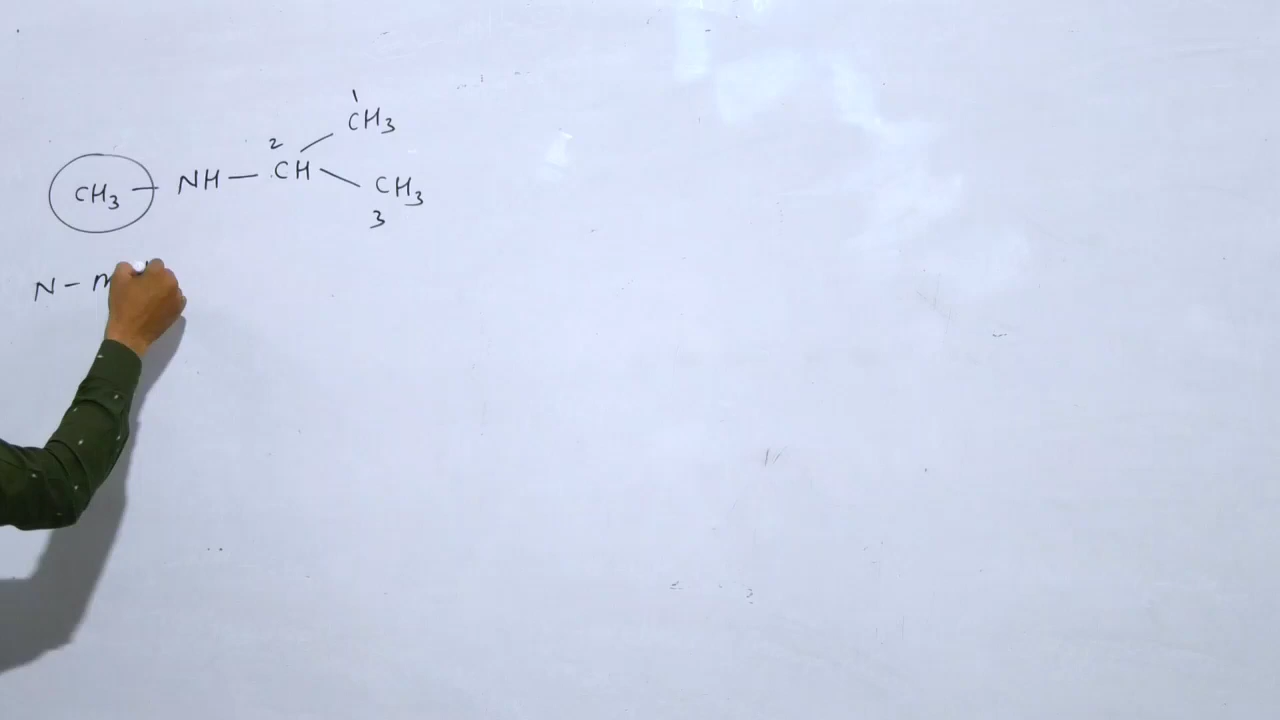 1
CH3
2
CH3 – NH – CH
CH3
3
N – m